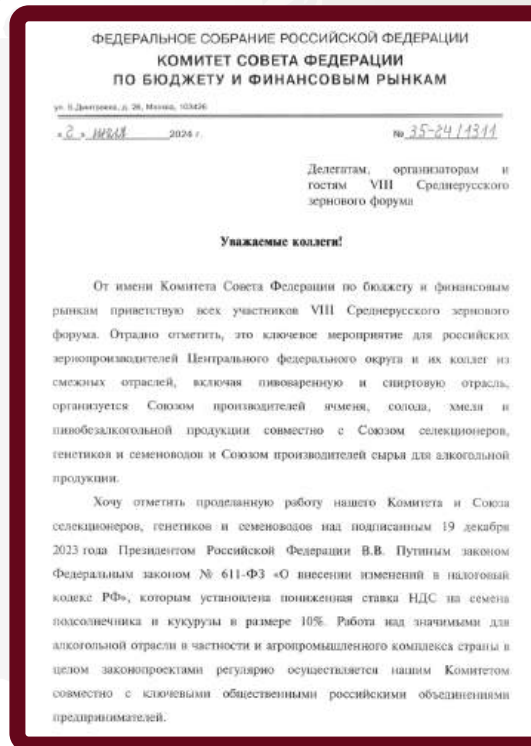 ФЕДЕРАЛЬНОЕ СОБРАНИЕ РОССИЙСКОЙ ФЕДЕРАЦИИ
КОМИТЕТ СОВЕТА ФЕДЕРАЦИИ
ПО БЮДЖЕТУ И ФИНАНСОВЫМ РЫНКАМ
ул. Б.Дмитровка, д. 26, Москва, 103426
«2» июля 2024 г. № 35-24/1311
Делегатам, организаторам и
гостям VIII Среднерусского
зернового форума
Уважаемые коллеги!
От имени Комитета Совета Федерации по бюджету и финансовым
рынкам приветствую всех участников VIII Среднерусского зернового
форума. Отрадно отметить, это ключевое мероприятие для российских
зернопроизводителей Центрального федерального округа и их коллег из
смежных отраслей, включая пивоваренную и спиртовую отрасль,
организуется Союзом производителей ячменя, солода, хмеля и
пивобезалкогольной продукции совместно с Союзом селекционеров,
генетиков и семеноводов и Союзом производителей сырья для алкогольной
продукции.
Хочу отметить проделанную работу нашего Комитета и Союза
селекционеров, генетиков и семеноводов над подписанным 19 декабря
2023 года Президентом Российской Федерации В.В. Путиным законом
Федеральным законом № 611-ФЗ «О внесении изменений в налоговый
кодекс РФ», которым установлена пониженная ставка НДС на семена
подсолнечника и кукурузы в размере 10%. Работа над значимыми для
алкогольной отрасли в частности и агропромышленного комплекса страны в
целом законопроектами регулярно осуществляется нашим Комитетом
совместно с ключевыми общественными российскими объединениями
предпринимателей.